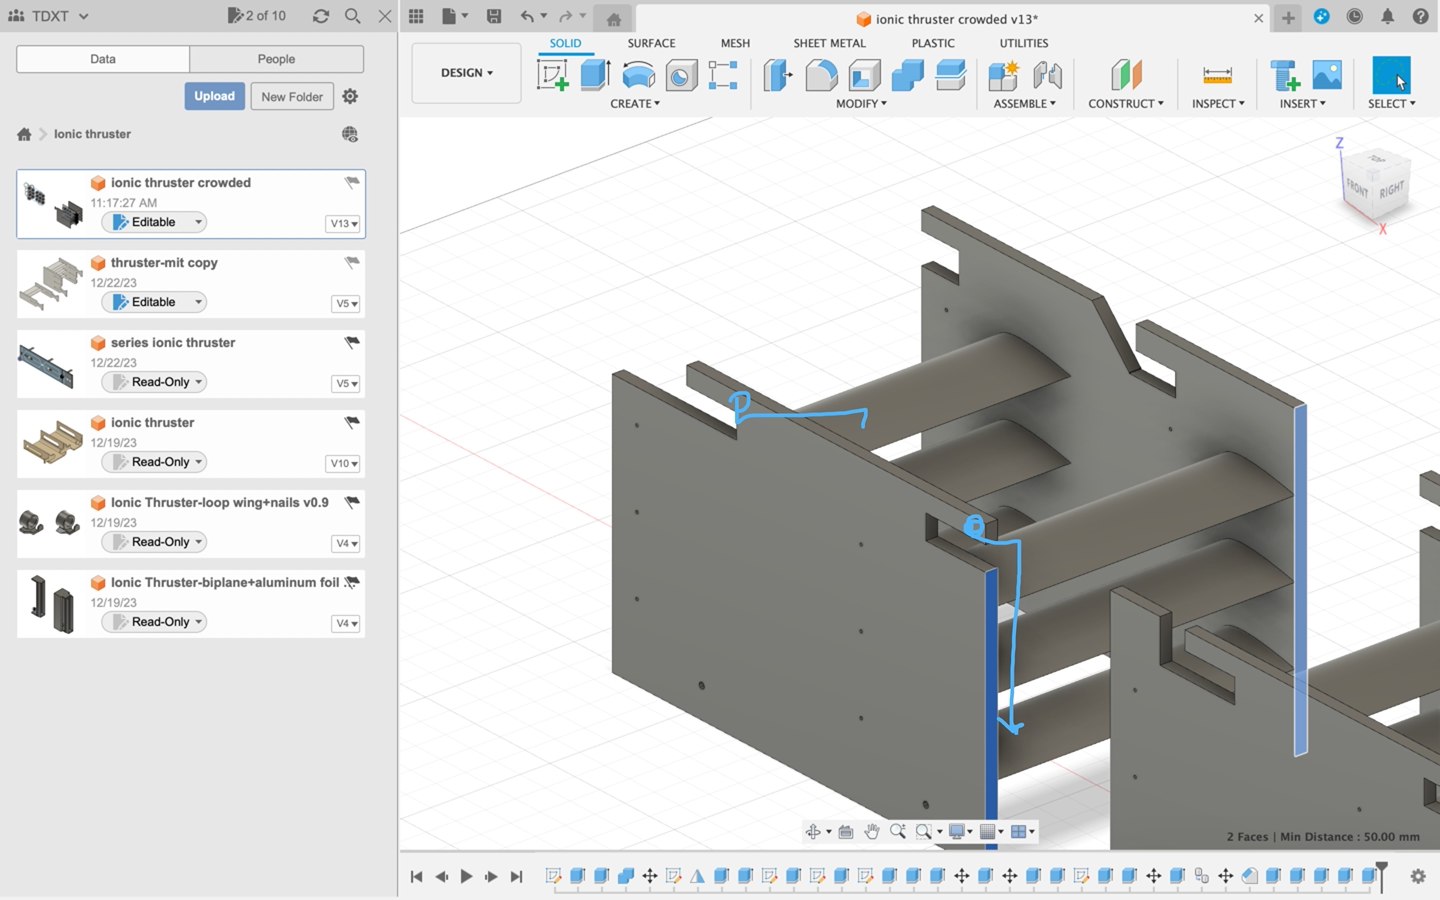 TDXT
2 of 10
ionic thruster crowded v13*
Data
People
Upload
New Folder
Ionic thruster
ionic thruster crowded
11:17:27 AM
Editable
V13
thruster-mit copy
12/22/23
Editable
V5
series ionic thruster
12/22/23
Read-Only
V5
ionic thruster
12/19/23
Read-Only
V10
Ionic Thruster-loop wing+nails v0.9
12/19/23
Read-Only
V4
Ionic Thruster-biplane+aluminum foil
12/19/23
Read-Only
V4
DESIGN
SOLID
SURFACE
MESH
SHEET METAL
PLASTIC
UTILITIES
CREATE
MODIFY
ASSEMBLE
CONSTRUCT
INSPECT
INSERT
SELECT
Z
TOP
FRONT
RIGHT
X
2 Faces | Min Distance : 50.00 mm